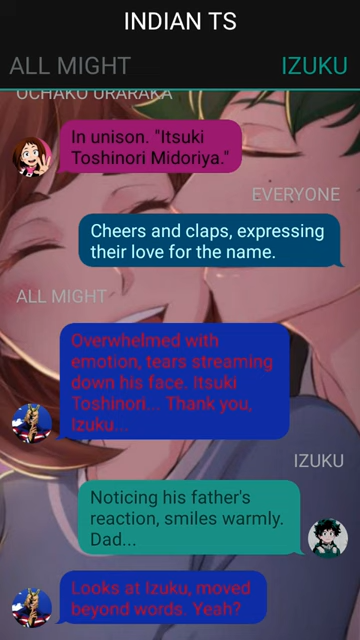 INDIAN TS
ALL MIGHT
IZUKU
OCHAKO URARAKA
In unison. "Itsuki
Toshinori Midoriya."
EVERYONE
Cheers and claps, expressing
their love for the name.
ALL MIGHT
Overwhelmed with
emotion, tears streaming
down his face. Itsuki
Toshinori... Thank you,
Izuku...
IZUKU
Noticing his father's
reaction, smiles warmly.
Dad...
Looks at Izuku, moved
beyond words. Yeah?